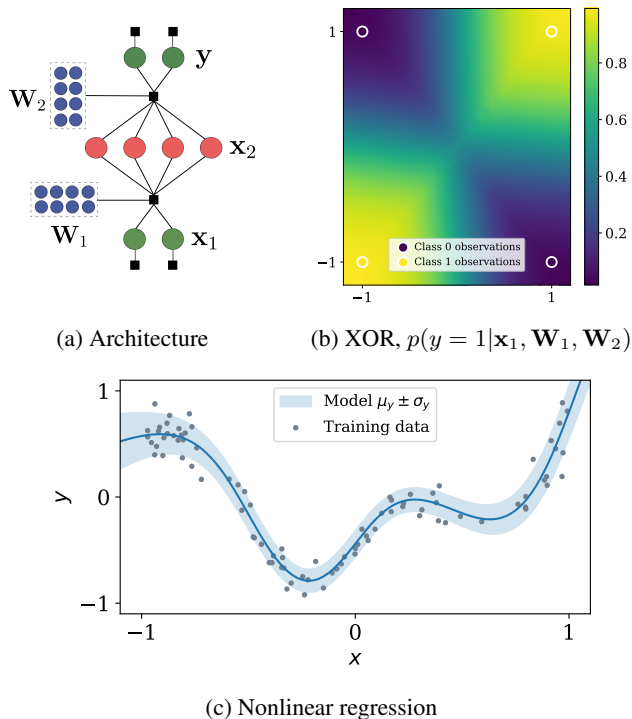 y
W₂
x₂
W₁
x₁
(a) Architecture
1
−1
−1
1
Class 0 observations
Class 1 observations
0.8
0.6
0.4
0.2
(b) XOR, p(y = 1|x₁, W₁, W₂)
1
0
−1
y
Model μ_y ± σ_y
Training data
−1
0
1
x
(c) Nonlinear regression